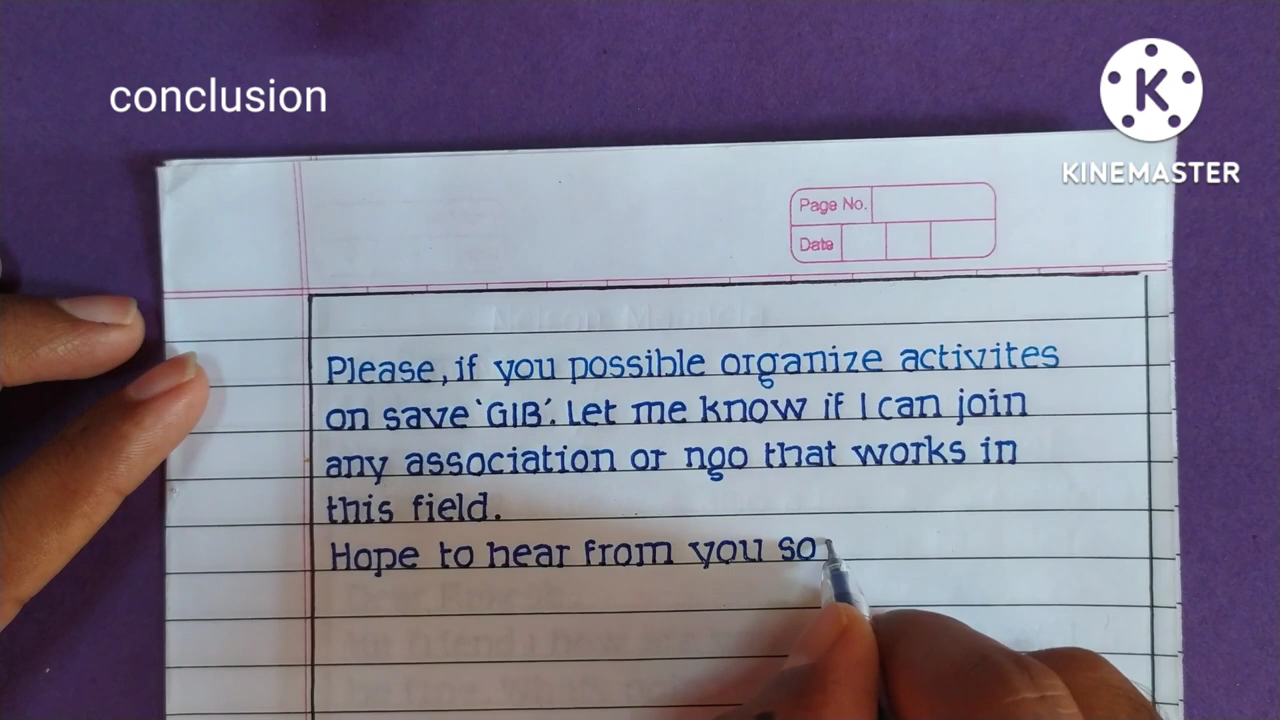 conclusion
K
KINEMASTER
Page No.
Date
Please, if you possible organize activites
on save 'GIB'. Let me know if I can join
any association or ngo that works in
this field.
Hope to hear from you so